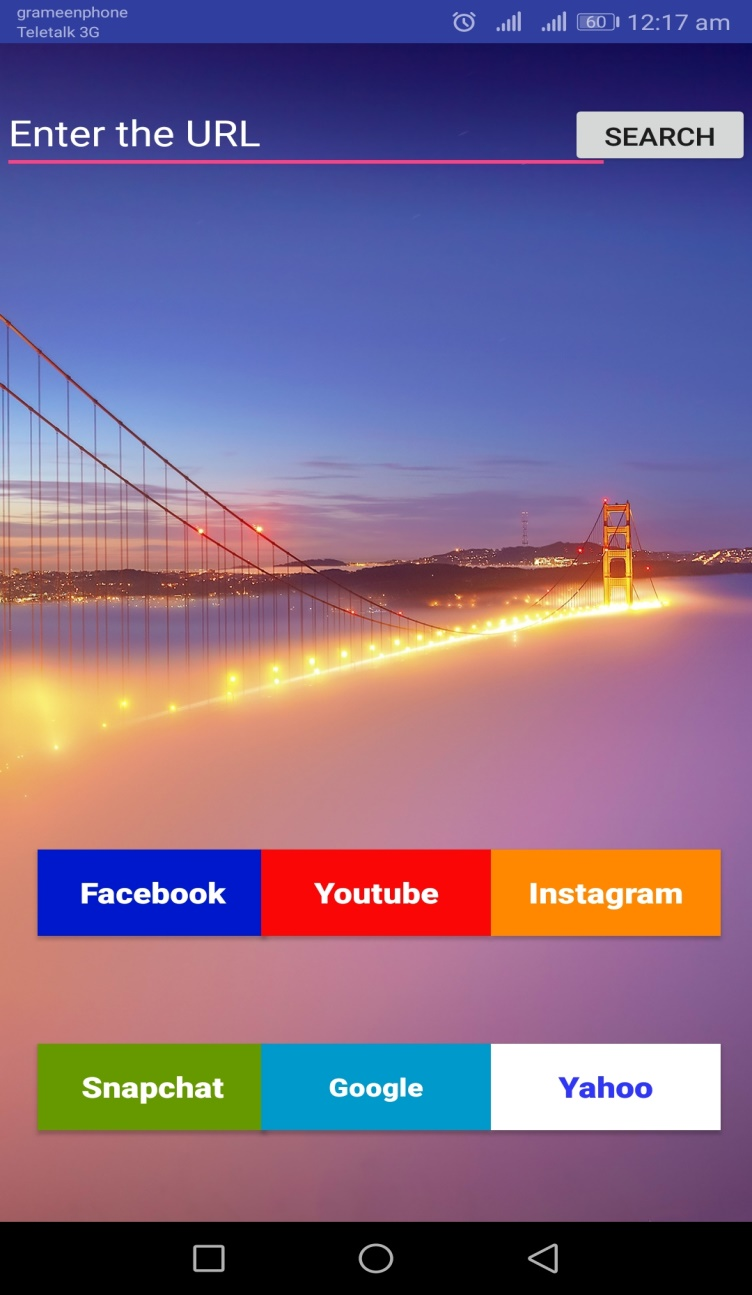 grameenphone
Teletalk 3G
60 12:17 am
Enter the URL
SEARCH
Facebook Youtube Instagram
Snapchat Google Yahoo